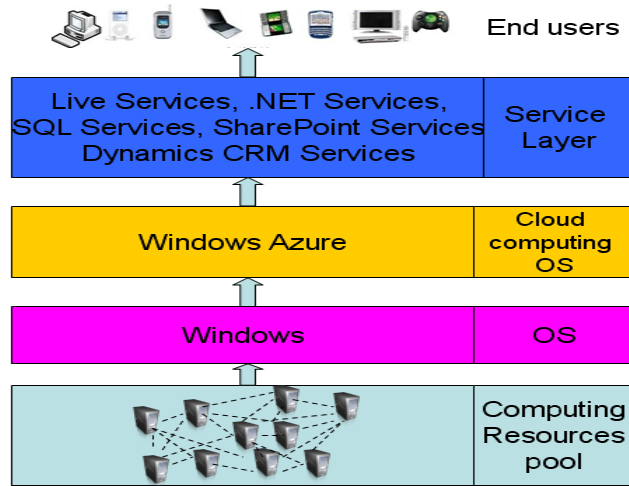 End users
Live Services, .NET Services,
SQL Services, SharePoint Services
Dynamics CRM Services
Service
Layer
Windows Azure
Cloud
computing
OS
Windows
OS
Computing
Resources
pool